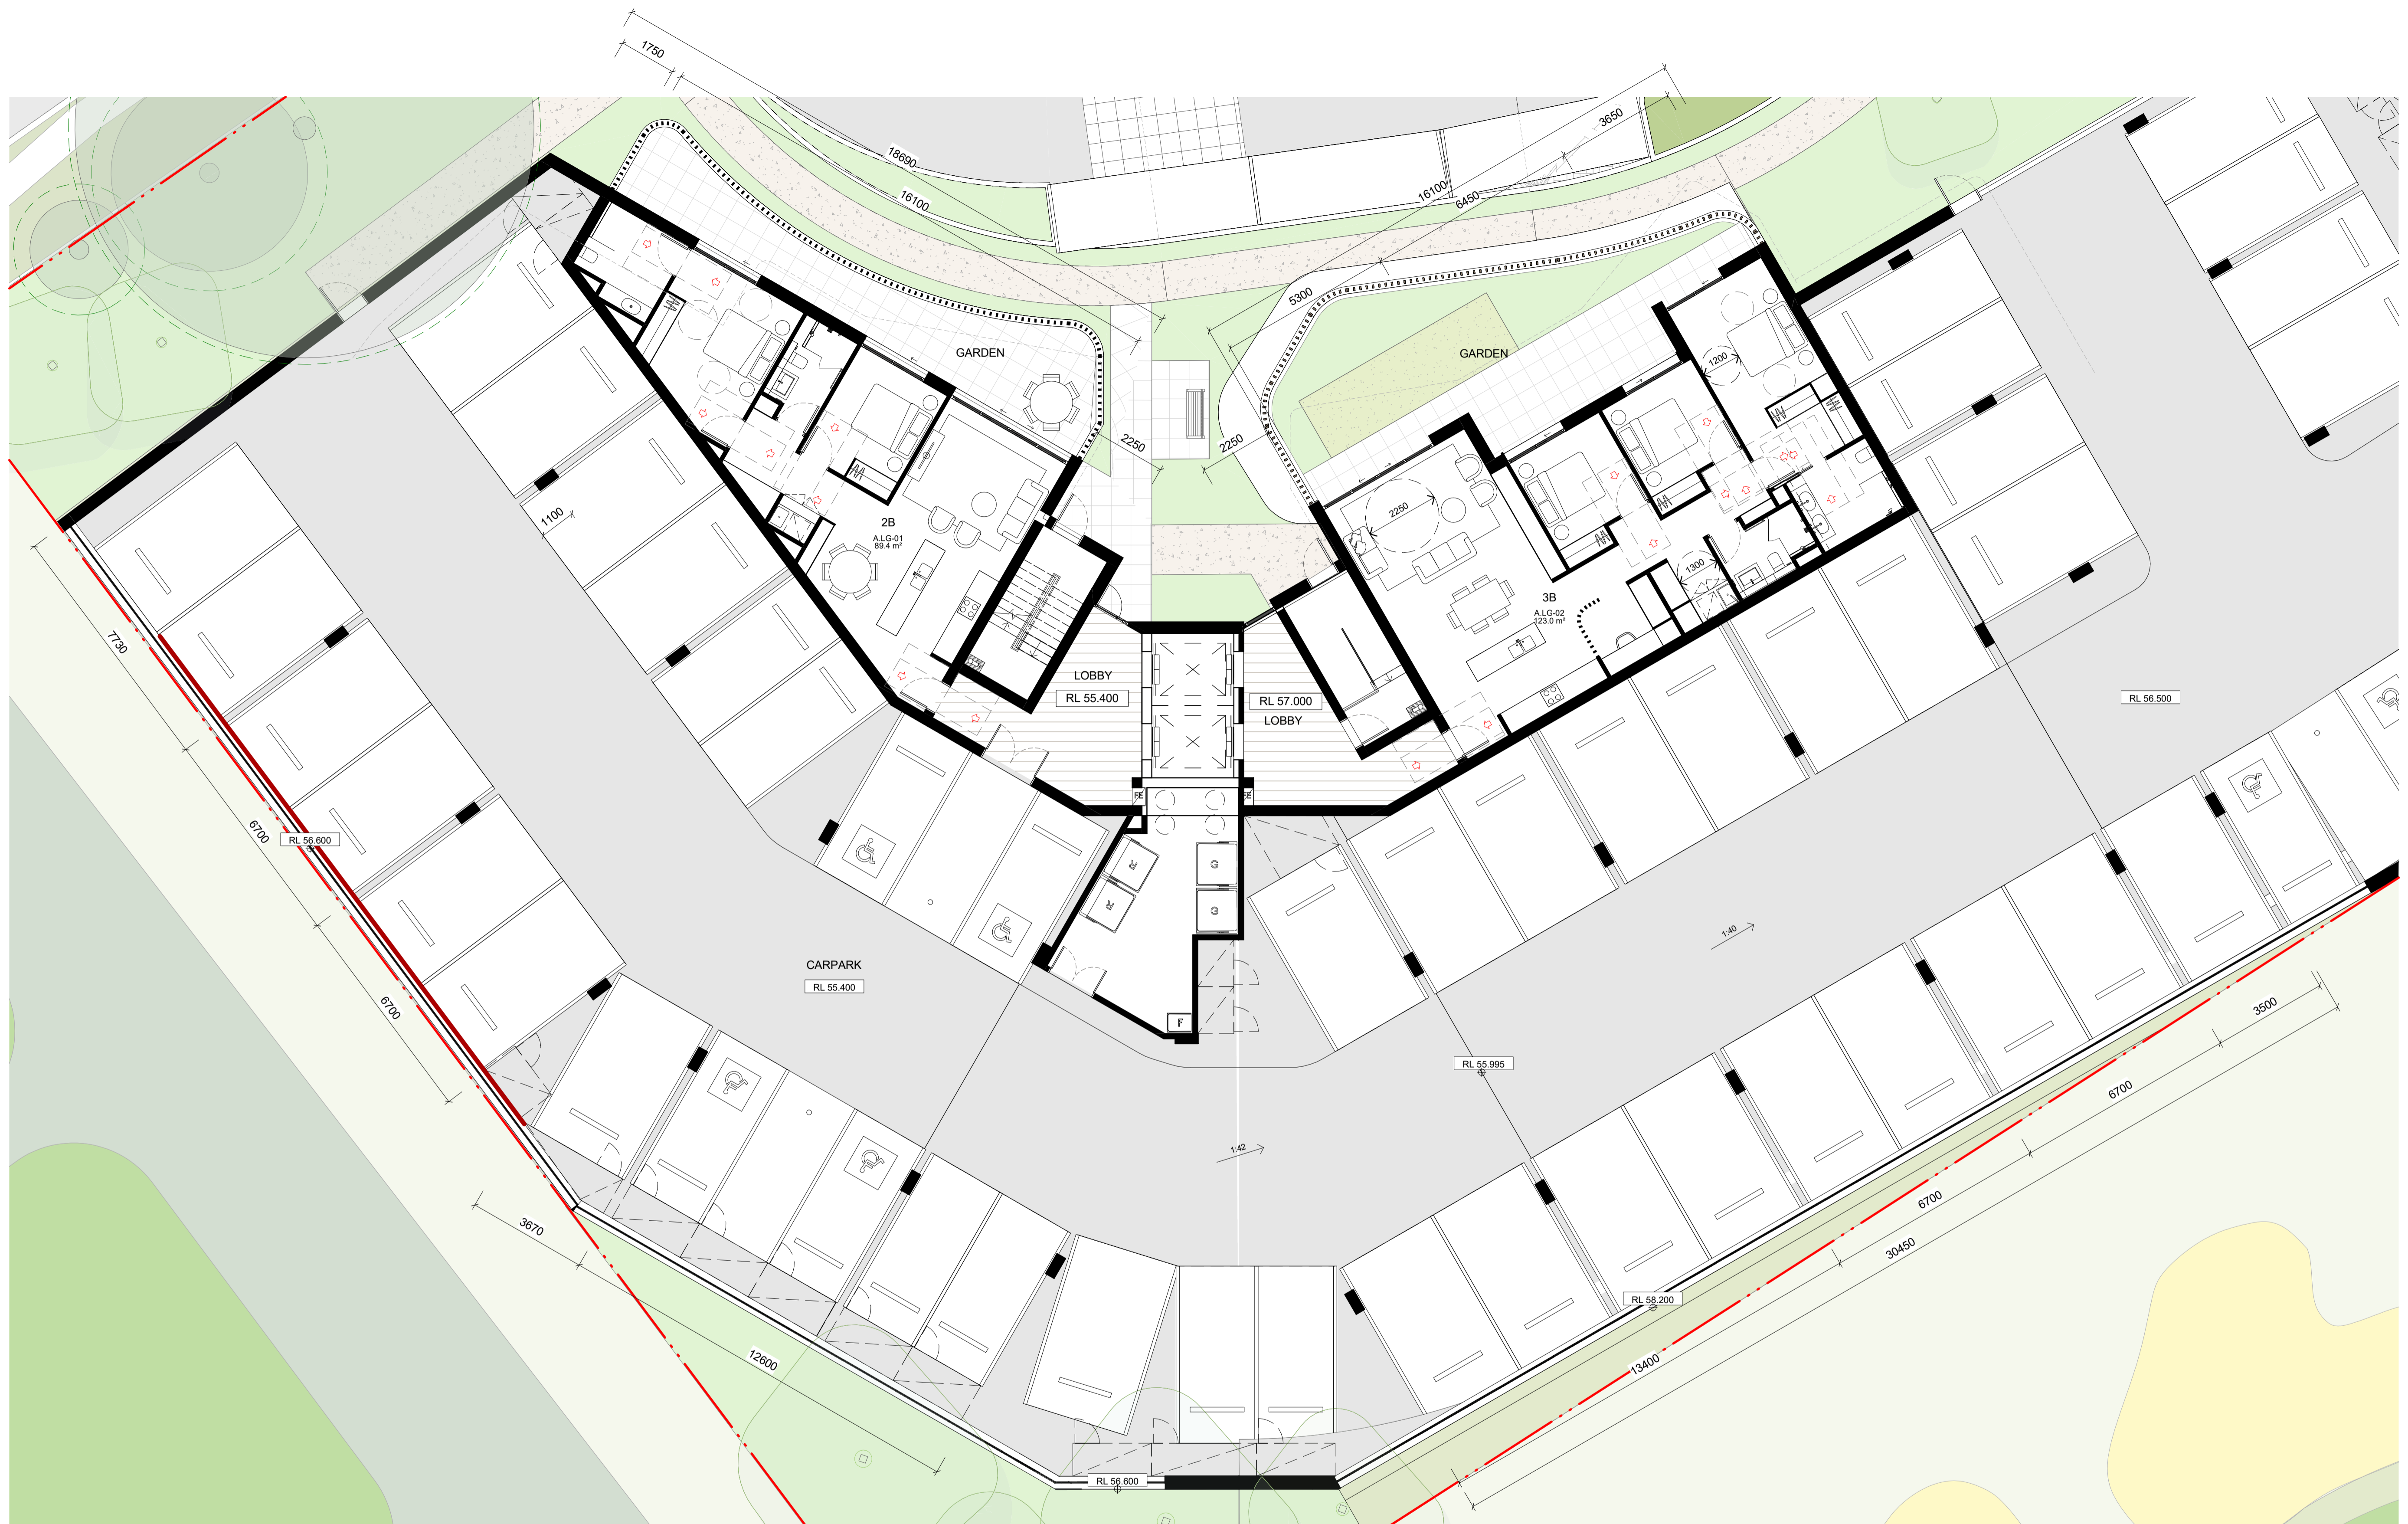 1750
3650
18690
16100
16100
6450
5300
GARDEN
GARDEN
1200
2250
2250
2250
1100
2B
A.LG-01
89.4 m²
3B
A.LG-02
123.0 m²
1300
7730
LOBBY
RL 55.400
RL 57.000
LOBBY
RL 56.500
FE
FE
6700
RL 56.600
R
G
R
G
1:40
CARPARK
RL 55.400
6700
F
3500
RL 55.995
6700
1:42
3670
6700
30450
RL 58.200
12600
13400
RL 56.600